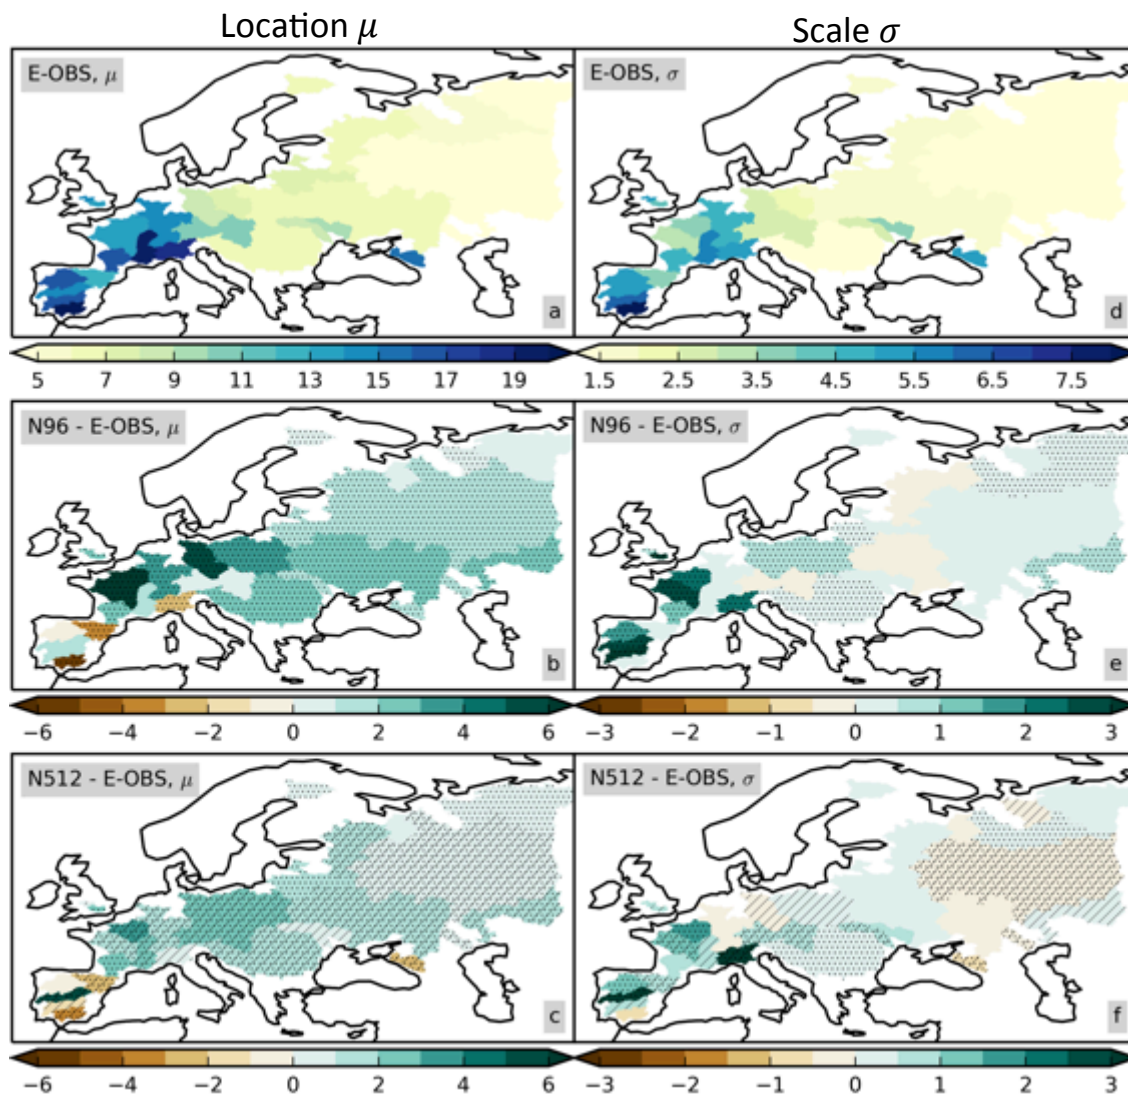 Location μ
Scale σ
E-OBS, μ
a
E-OBS, σ
d
5 7 9 11 13 15 17 19
1.5 2.5 3.5 4.5 5.5 6.5 7.5
N96 - E-OBS, μ
b
N96 - E-OBS, σ
e
−6 −4 −2 0 2 4 6
−3 −2 −1 0 1 2 3
N512 - E-OBS, μ
c
N512 - E-OBS, σ
f
−6 −4 −2 0 2 4 6
−3 −2 −1 0 1 2 3